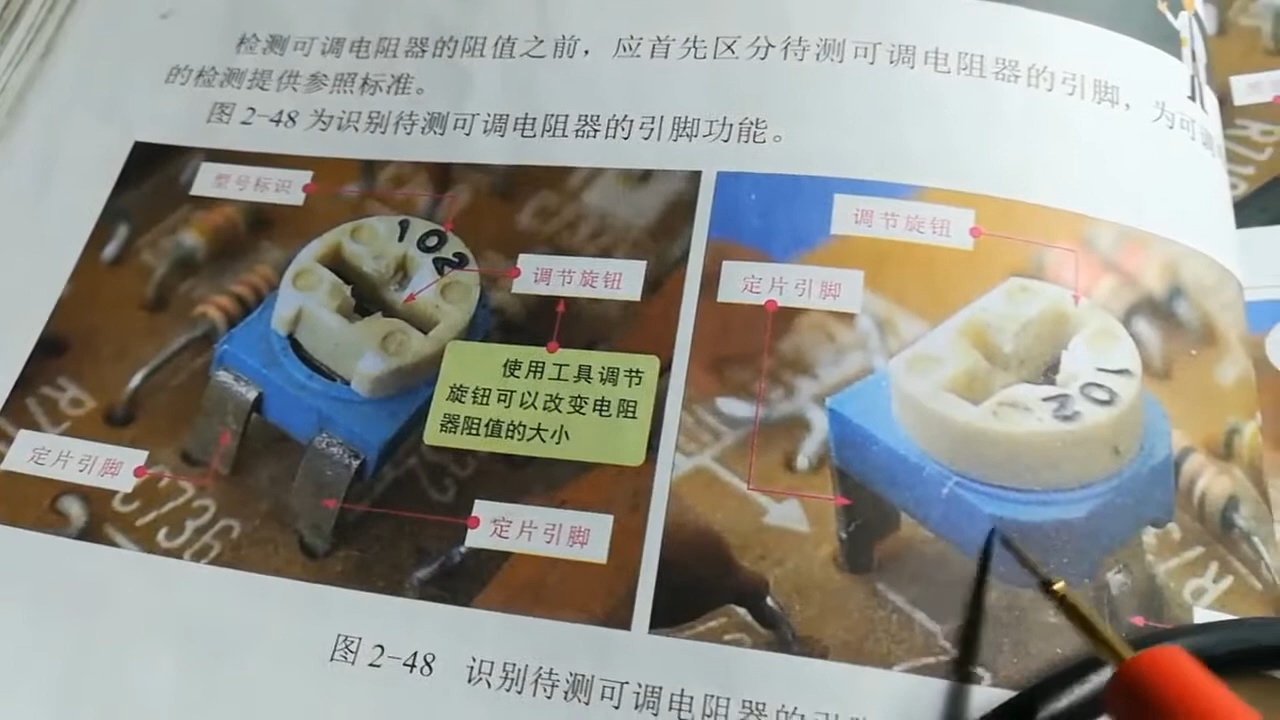 检测可调电阻器的阻值之前，应首先区分待测可调电阻器的引脚，为可调
的检测提供参照标准。
图 2-48 为识别待测可调电阻器的引脚功能。
型号标识
102
调节旋钮
使用工具调节
旋钮可以改变电阻
器阻值的大小
定片引脚
定片引脚
C736
R7
调节旋钮
定片引脚
102
R7
图 2-48 识别待测可调电阻器的引脚